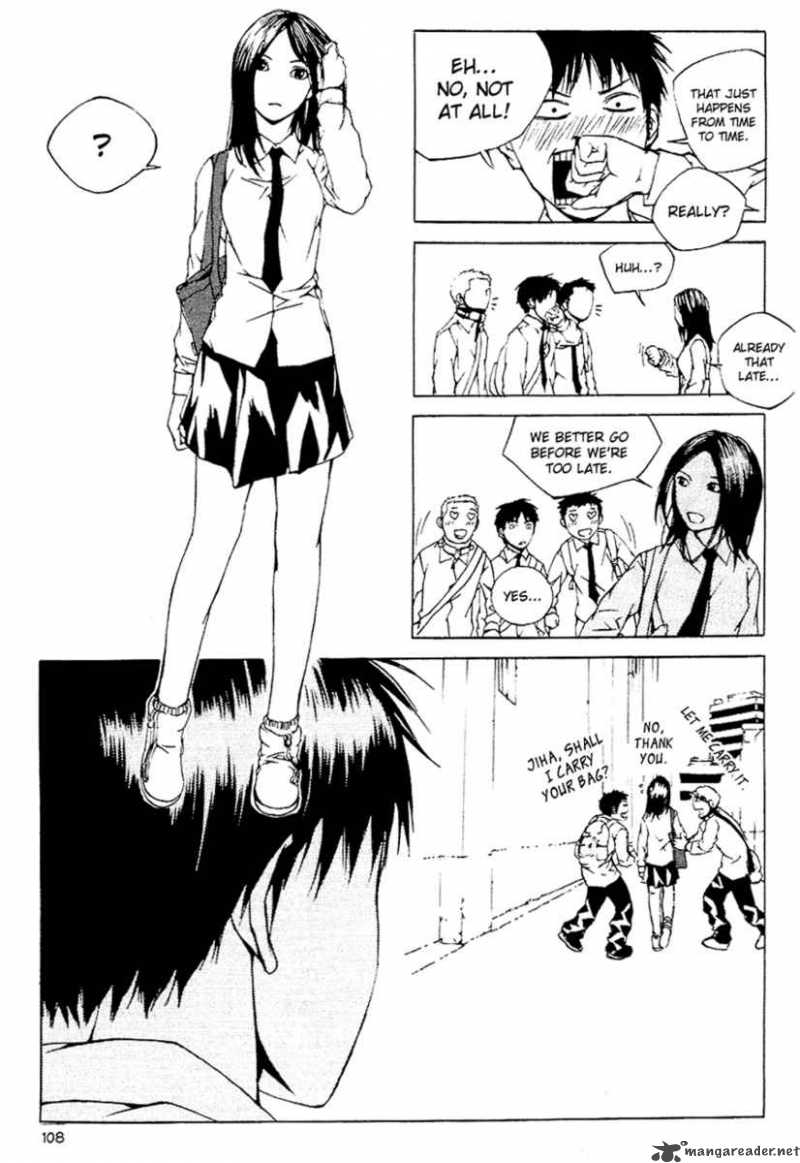 ?
EH...
NO, NOT
AT ALL!
THAT JUST
HAPPENS
FROM TIME
TO TIME.
REALLY?
HUH...?
ALREADY
THAT
LATE...
WE BETTER GO
BEFORE WE'RE
TOO LATE.
YES...
JIHA, SHALL
I CARRY
YOUR BAG?
NO,
THANK
YOU.
LET ME CARRY IT.
108
mangareader.net